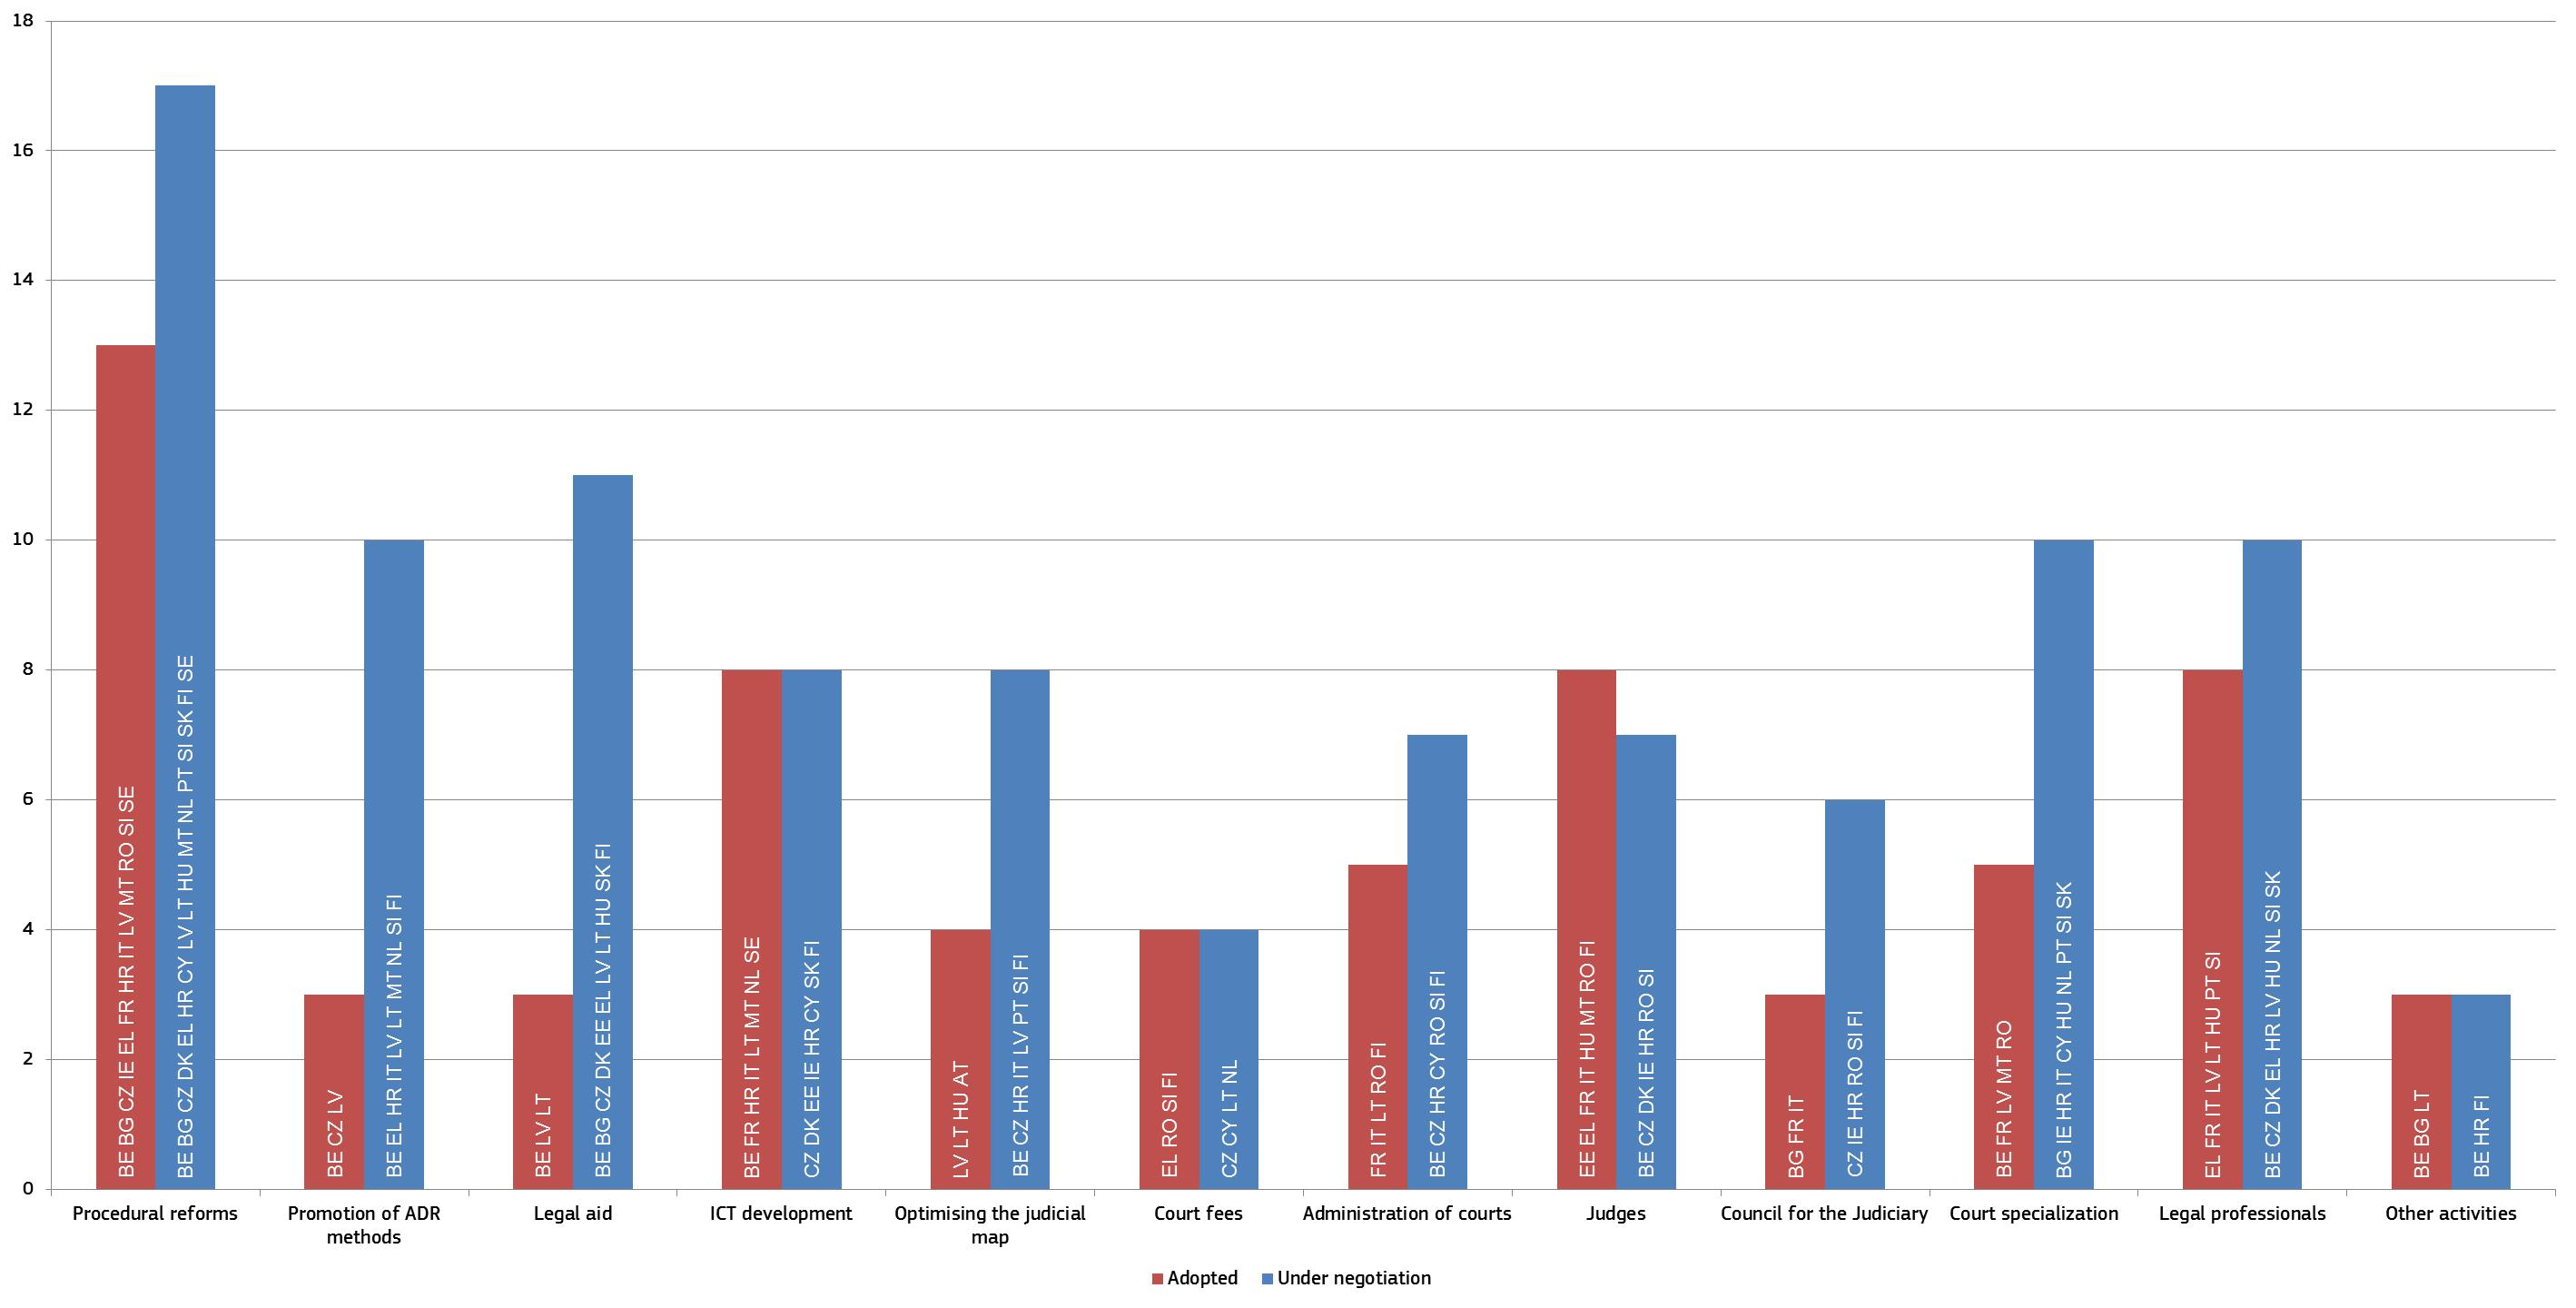 18
16
14
12
10
8
6
4
2
0
BE BG CZ IE EL FR HR IT LV MT RO SI SE
BE BG CZ DK EL HR CY LV LT HU MT NL PT SI SK FI SE
BE CZ LV
BE EL HR IT LV LT MT NL SI FI
BE LV LT
BE BG CZ DK EE EL LV LT HU SK FI
BE FR HR IT LT MT NL SE
CZ DK EE IE HR CY SK FI
LV LT HU AT
BE CZ HR IT LV PT SI FI
EL RO SI FI
CZ CY LT NL
FR IT LT RO FI
BE CZ HR CY RO SI FI
EE EL FR IT HU MT RO FI
BE CZ DK IE HR RO SI
BG FR IT
CZ IE HR RO SI FI
BE FR LV MT RO
BG IE HR IT CY HU NL PT SI SK
EL FR IT LV LT HU PT SI
BE CZ DK EL HR LV HU NL SI SK
BE BG LT
BE HR FI
Procedural reforms
Promotion of ADR
methods
Legal aid
ICT development
Optimising the judicial
map
Court fees
Administration of courts
Judges
Council for the Judiciary
Court specialization
Legal professionals
Other activities
Adopted
Under negotiation